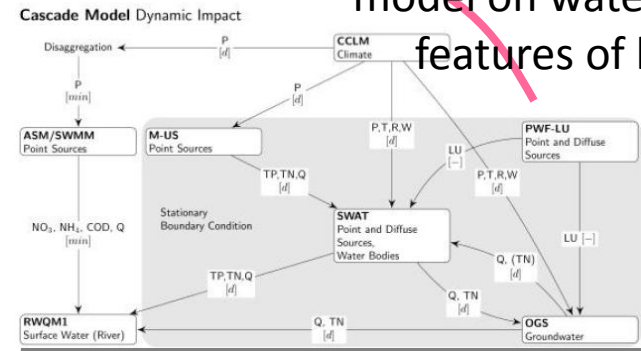 model on wate
features of
Cascade Model Dynamic Impact
CCLM
Climate
P
[d]
Disaggregation
P
[min]
P
[d]
P,T,R,W
[d]
P,T,R,W
[d]
ASM/SWMM
Point Sources
M-US
Point Sources
PWF-LU
Point and Diffuse
Sources
LU
[−]
LU [−]
TP,TN,Q
[d]
NO₃, NH₄, COD, Q
[min]
Stationary
Boundary Condition
SWAT
Point and Diffuse
Sources,
Water Bodies
Q, (TN)
[d]
TP,TN,Q
[d]
Q, TN
[d]
Q, TN
[d]
RWQM1
Surface Water (River)
OGS
Groundwater